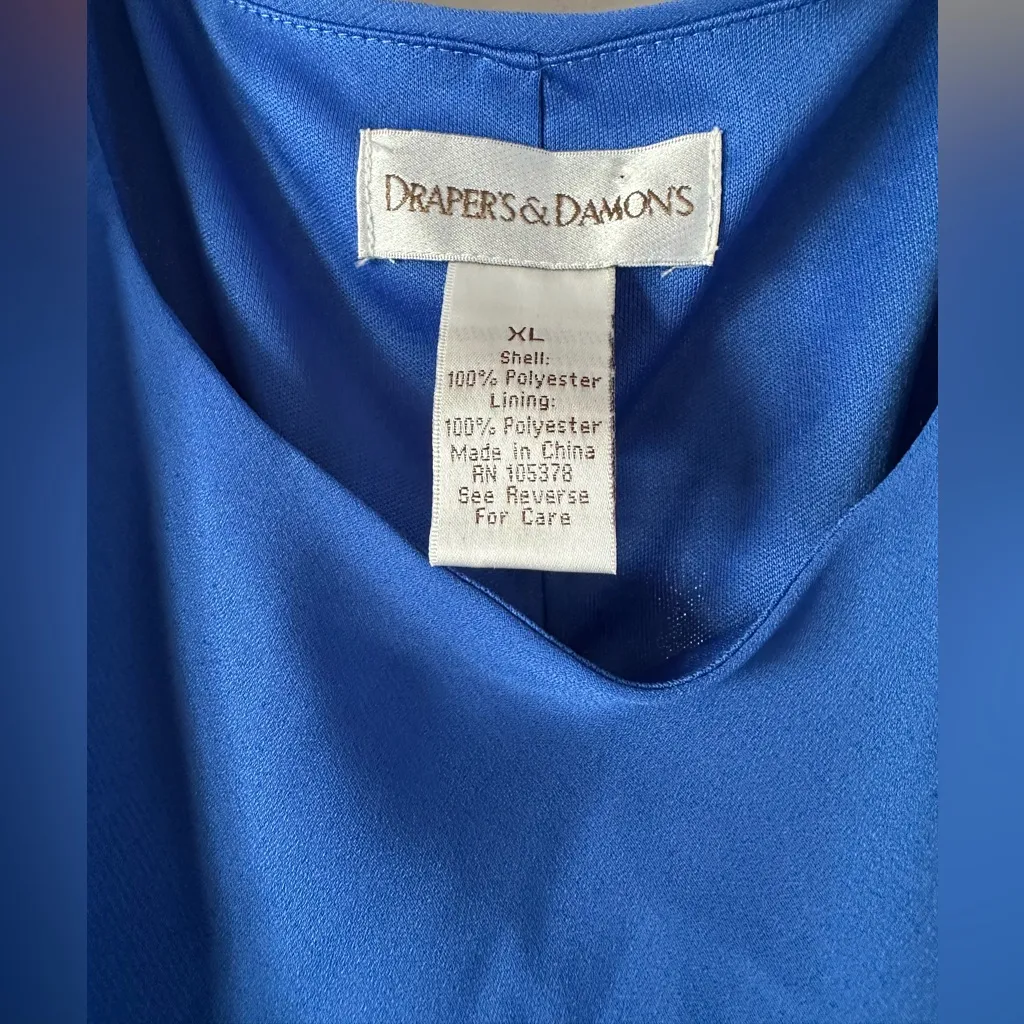 DRAPER'S & DAMON'S
XL
Shell:
100% Polyester
Lining:
100% Polyester
Made in China
RN 105378
See Reverse
For Care